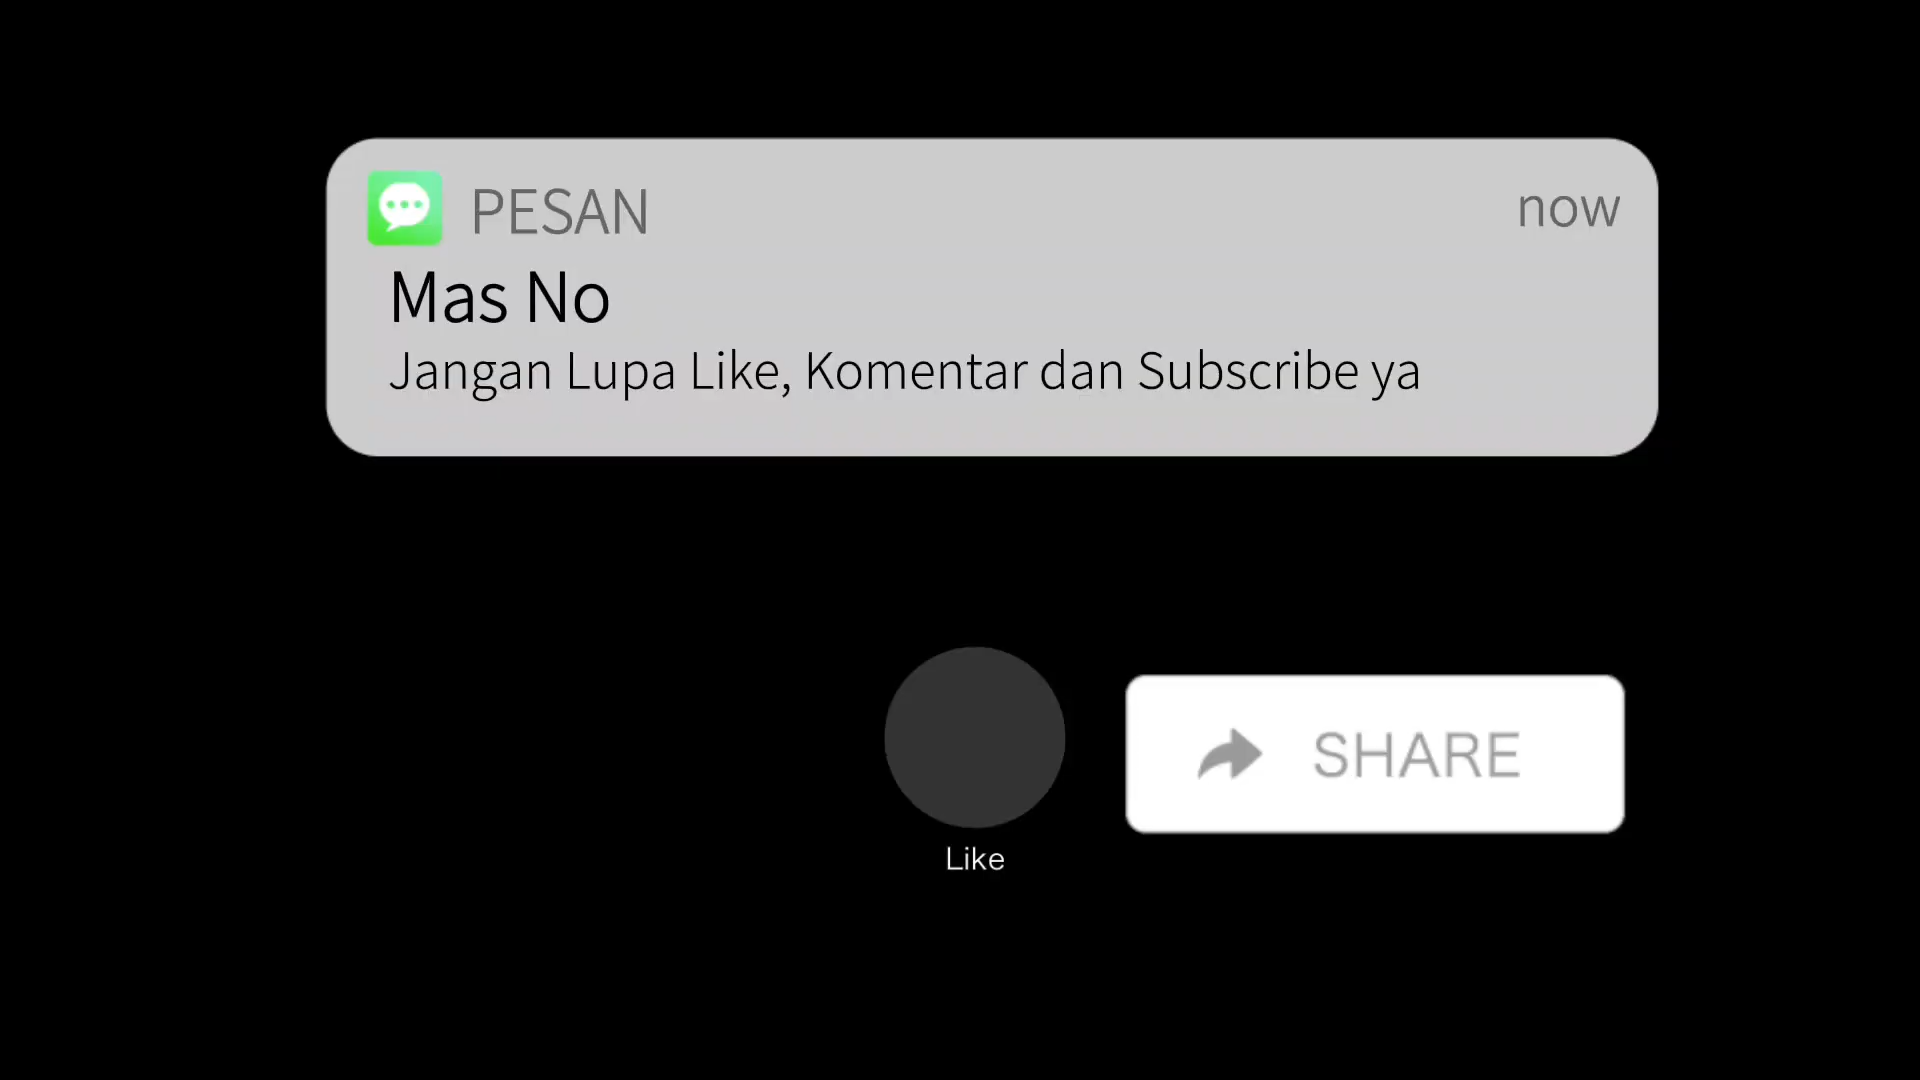 PESAN
now
Mas No
Jangan Lupa Like, Komentar dan Subscribe ya
SHARE
Like